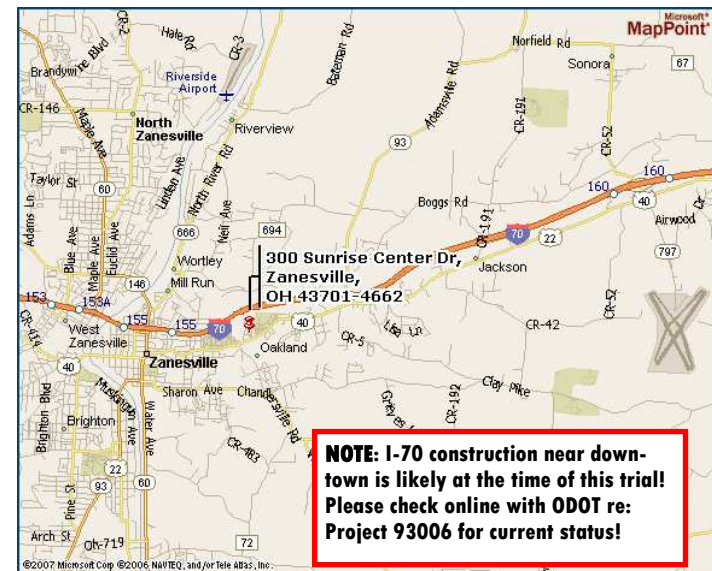 Microsoft®
MapPoint®
Norfield Rd
Sonora
67
Hale Rd
CR-2
CR-3
Blvd
Brandywine
Riverside
Airport
Bateman Rd
Adamsville Rd
CR-191
CR-52
CR-146
North
Zanesville
Maple Ave
Riverview
93
Linden Ave
North River Rd
Taylor St
60
160
160
40
Adams Ln
Boggs Rd
CR-191
Airwood
Neir Ave
694
70
22
797
Blue Ave
Maple Ave
Euclid Ave
666
Wortley
Mill Run
146
300 Sunrise Center Dr,
Zanesville,
OH 43701-4662
Jackson
153
153A
155
155
70
40
CR-52
West
Zanesville
Lisa Ln
CR-42
CR-5
CR-414
Oakland
Zanesville
40
Clay Pike
Sharon Ave
Chandlersville Rd
CR-192
Muskingum
Water Ave
Brighton Blvd
Brighton
CR-483
22
93
60
Pine St
72
Arch St
Oh-719
NOTE: I-70 construction near down-
town is likely at the time of this trial!
Please check online with ODOT re:
Project 93006 for current status!
©2007 Microsoft Corp ©2006 NAVTEQ, and/or Tele Atlas, Inc.